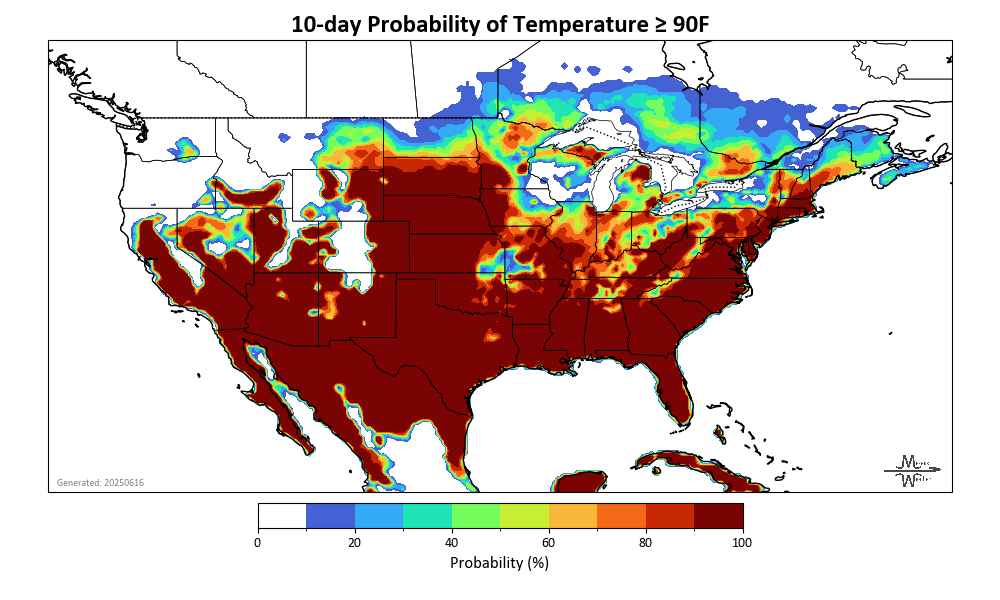 10-day Probability of Temperature ≥ 90F
Generated: 20250616
0 20 40 60 80 100
Probability (%)